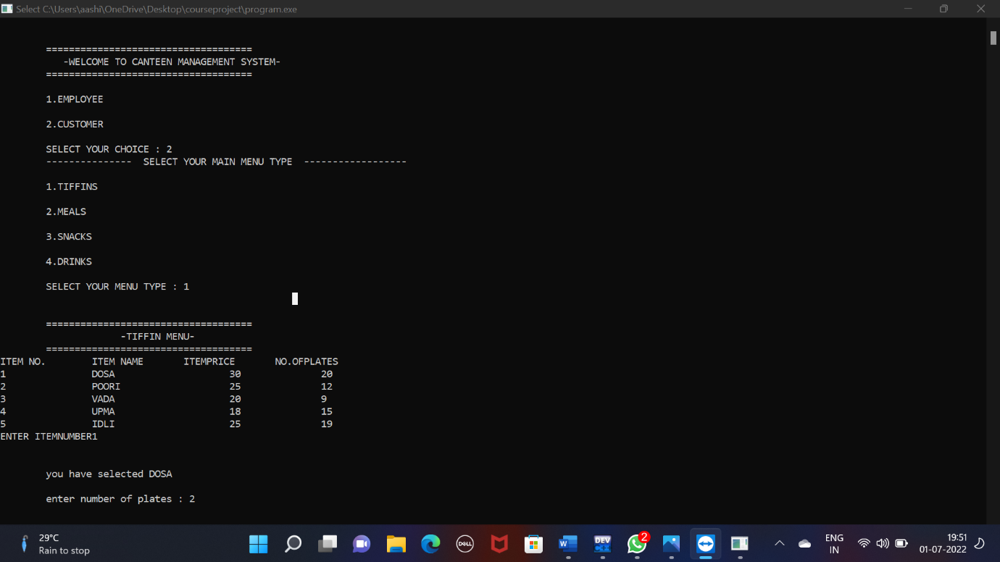 Select C:\Users\aashi\OneDrive\Desktop\courseproject\program.exe
====================================
-WELCOME TO CANTEEN MANAGEMENT SYSTEM-
====================================
1.EMPLOYEE
2.CUSTOMER
SELECT YOUR CHOICE : 2
--------------- SELECT YOUR MAIN MENU TYPE ------------------
1.TIFFINS
2.MEALS
3.SNACKS
4.DRINKS
SELECT YOUR MENU TYPE : 1
====================================
-TIFFIN MENU-
====================================
ITEM NO. ITEM NAME ITEMPRICE NO.OFPLATES
1 DOSA 30 20
2 POORI 25 12
3 VADA 20 9
4 UPMA 18 15
5 IDLI 25 19
ENTER ITEMNUMBER1
you have selected DOSA
enter number of plates : 2
29°C
Rain to stop
DELL
W
DEV
C++
2
ENG
IN
19:51
01-07-2022